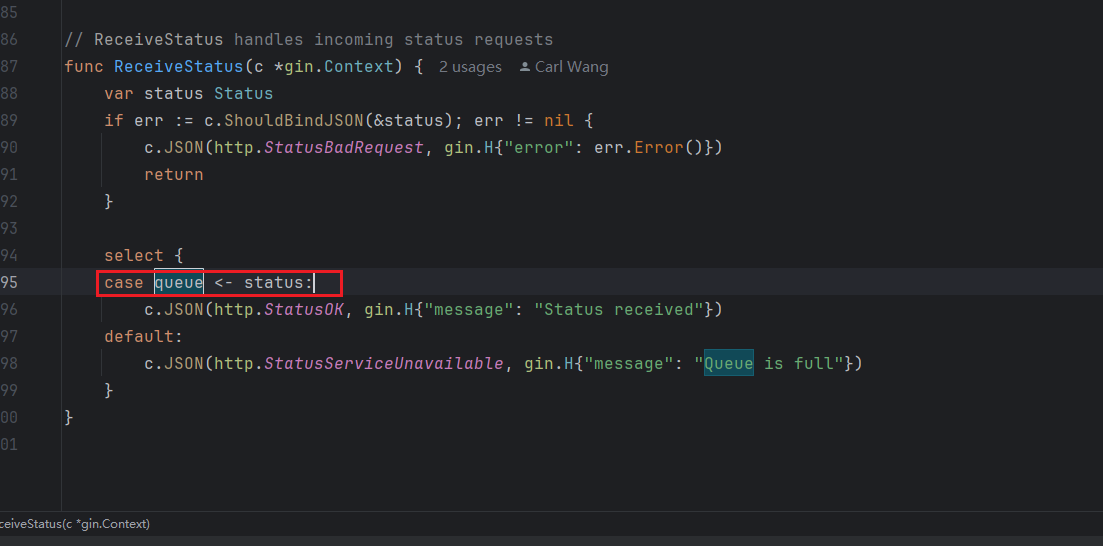 85
86 // ReceiveStatus handles incoming status requests
87 func ReceiveStatus(c *gin.Context) { 2 usages Carl Wang
88 var status Status
89 if err := c.ShouldBindJSON(&status); err != nil {
90 c.JSON(http.StatusBadRequest, gin.H{"error": err.Error()})
91 return
92 }
93
94 select {
95 case queue <- status:
96 c.JSON(http.StatusOK, gin.H{"message": "Status received"})
97 default:
98 c.JSON(http.StatusServiceUnavailable, gin.H{"message": "Queue is full"})
99 }
00 }
01
ceiveStatus(c *gin.Context)